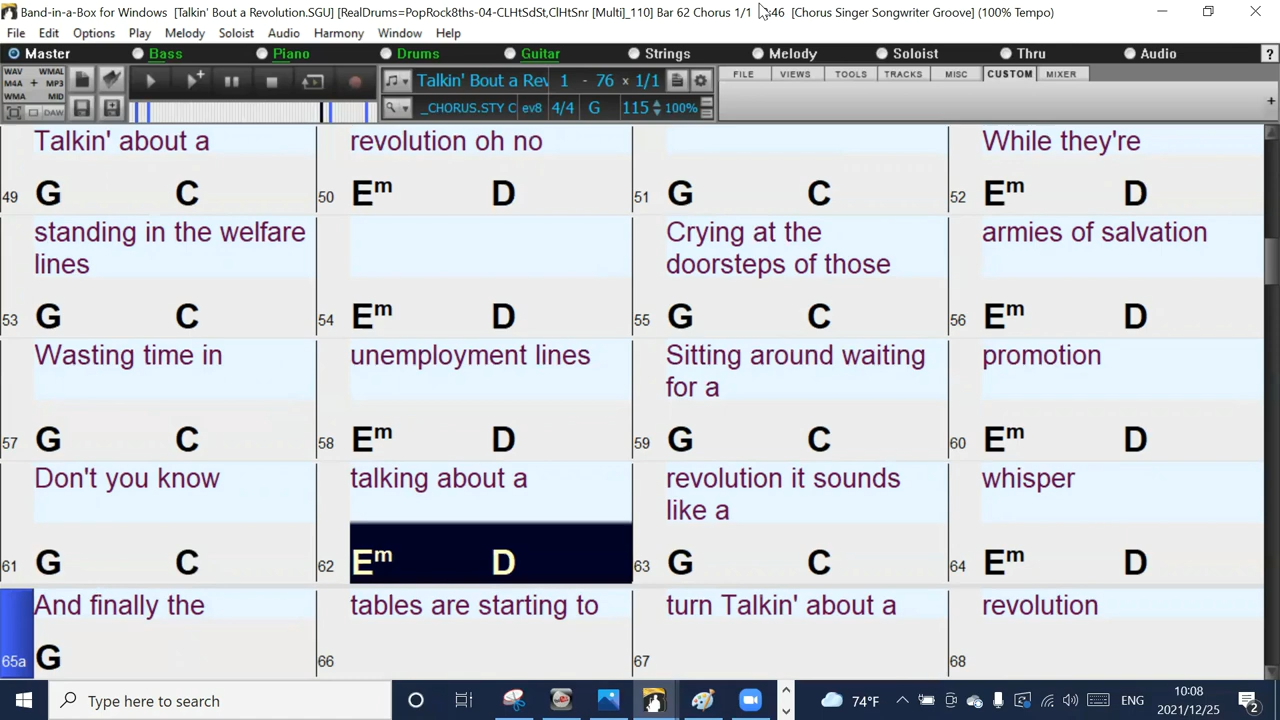 Band-in-a-Box for Windows [Talkin' Bout a Revolution.SGU] [RealDrums=PopRock8ths-04-CLHtSdSt,ClHtSnr [Multi]_110] Bar 62 Chorus 1/1 :46 [Chorus Singer Songwriter Groove] (100% Tempo)
File Edit Options Play Melody Soloist Audio Harmony Window Help
Master Bass Piano Drums Guitar Strings Melody Soloist Thru Audio ?
WAV WMAL M4A + MP3 WMA MID
DAW
Talkin' Bout a Rev 1 - 76 x 1/1
_CHORUS.STY C ev8 4/4 G 115 100%
FILE VIEWS TOOLS TRACKS MISC CUSTOM MIXER
+
Talkin' about a revolution oh no While they're
49 G C 50 Em D 51 G C 52 Em D
standing in the welfare Crying at the armies of salvation
lines doorsteps of those
53 G C 54 Em D 55 G C 56 Em D
Wasting time in unemployment lines Sitting around waiting promotion
for a
57 G C 58 Em D 59 G C 60 Em D
Don't you know talking about a revolution it sounds whisper
like a
61 G C 62 Em D 63 G C 64 Em D
And finally the tables are starting to turn Talkin' about a revolution
65a G 66 67 68
Type here to search
74°F
ENG
10:08
2021/12/25
2